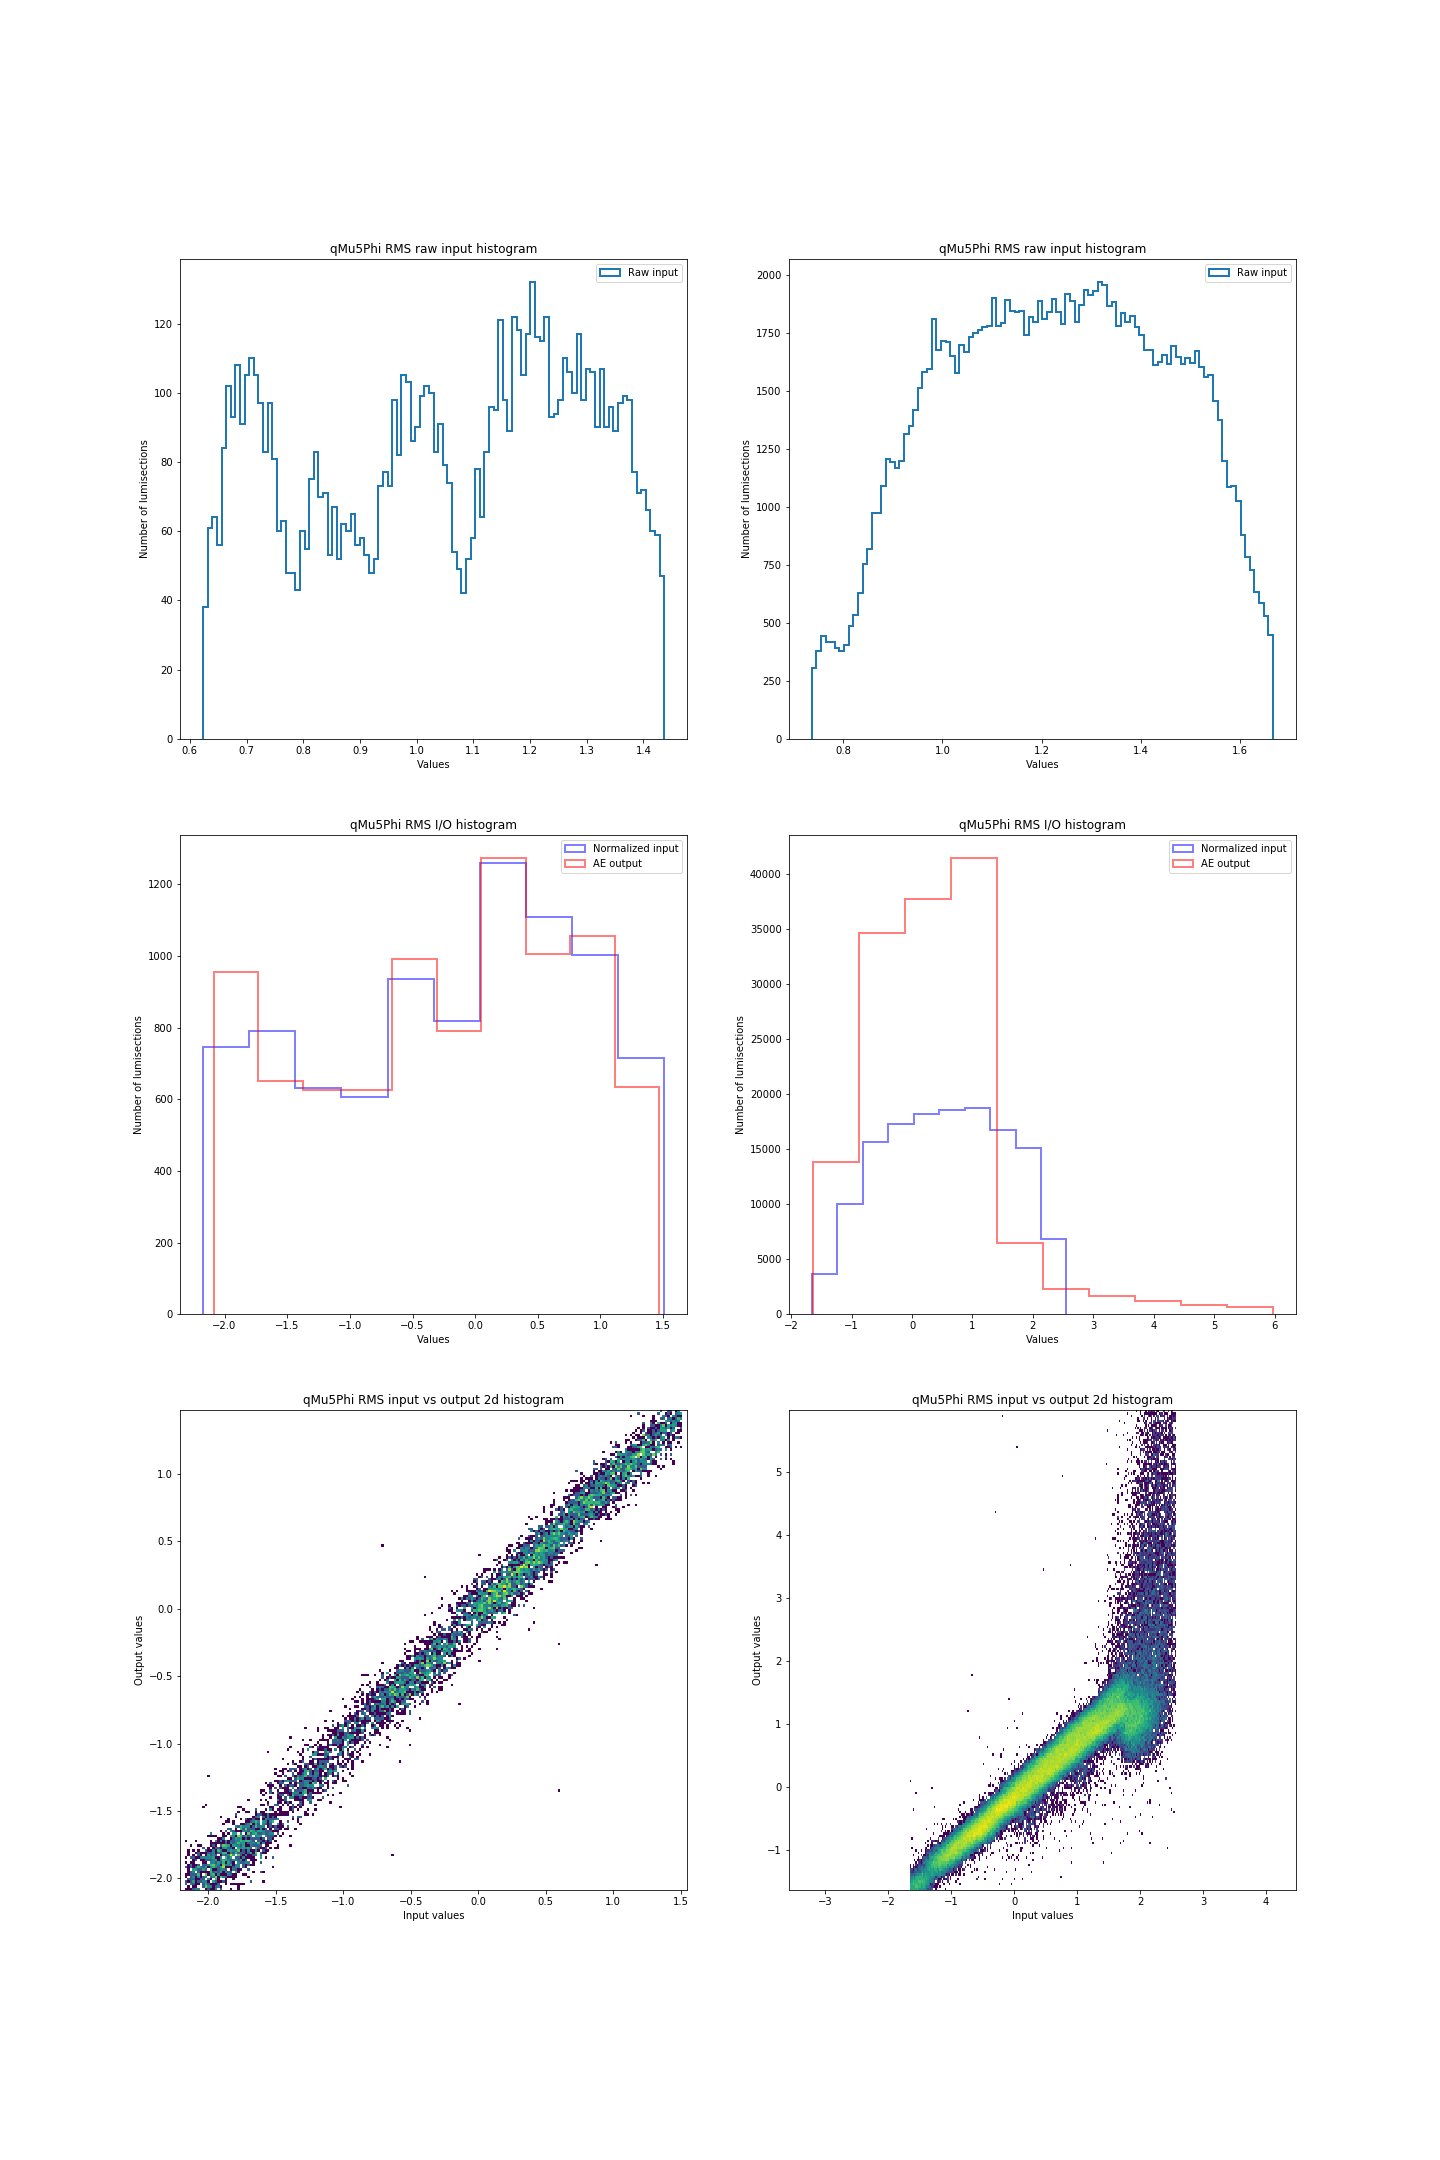 qMu5Phi RMS raw input histogram
Raw input
Number of lumisections
120
100
80
60
40
20
0
0.6 0.7 0.8 0.9 1.0 1.1 1.2 1.3 1.4
Values
qMu5Phi RMS raw input histogram
Raw input
Number of lumisections
2000
1750
1500
1250
1000
750
500
250
0
0.8 1.0 1.2 1.4 1.6
Values
qMu5Phi RMS I/O histogram
Normalized input
AE output
Number of lumisections
1200
1000
800
600
400
200
0
−2.0 −1.5 −1.0 −0.5 0.0 0.5 1.0 1.5
Values
qMu5Phi RMS I/O histogram
Normalized input
AE output
Number of lumisections
40000
35000
30000
25000
20000
15000
10000
5000
0
−2 −1 0 1 2 3 4 5 6
Values
qMu5Phi RMS input vs output 2d histogram
Output values
1.0
0.5
0.0
−0.5
−1.0
−1.5
−2.0
−2.0 −1.5 −1.0 −0.5 0.0 0.5 1.0 1.5
Input values
qMu5Phi RMS input vs output 2d histogram
Output values
5
4
3
2
1
0
−1
−3 −2 −1 0 1 2 3 4
Input values